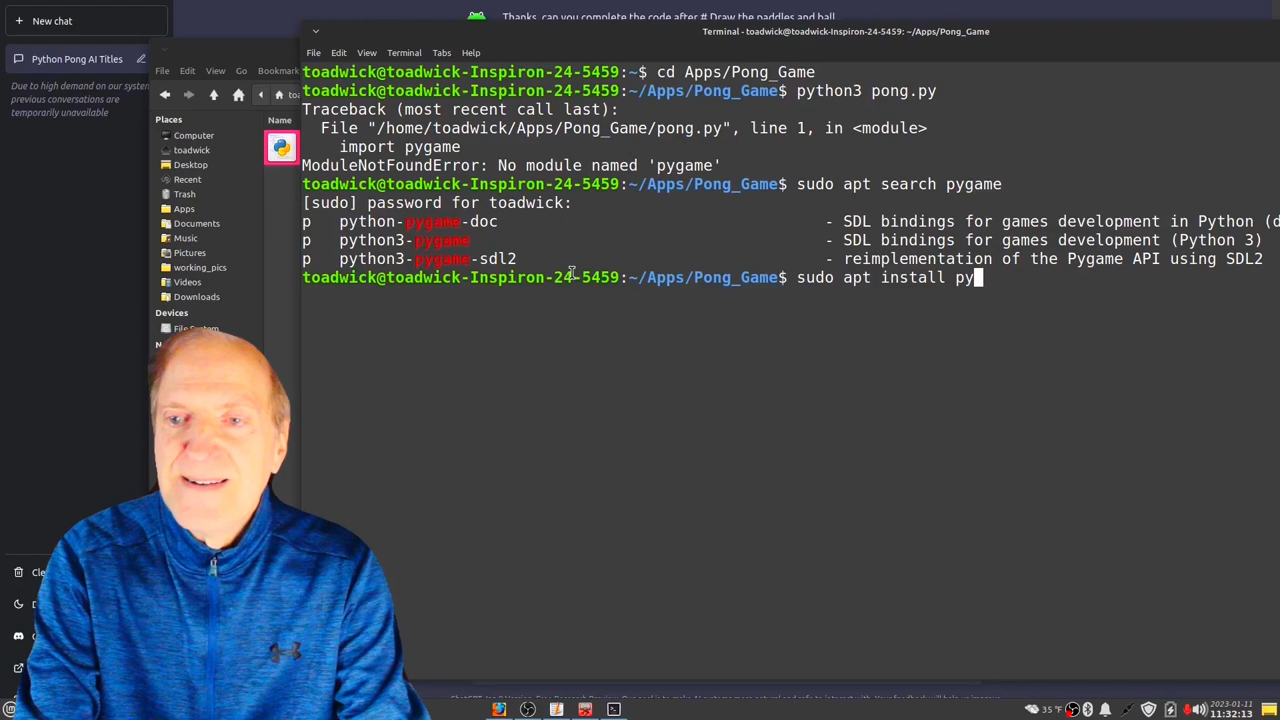 New chat
Thanks, can you complete the code after # Draw the paddles and ball
Python Pong AI Titles
Due to high demand on our systems
previous conversations are
temporarily unavailable
File Edit View Go Bookmark
Places
Computer
toadwick
Desktop
Recent
Trash
Apps
Documents
Music
Pictures
working_pics
Videos
Downloads
Devices
File System
Name
Terminal - toadwick@toadwick-Inspiron-24-5459: ~/Apps/Pong_Game
File Edit View Terminal Tabs Help
toadwick@toadwick-Inspiron-24-5459:~$ cd Apps/Pong_Game
toadwick@toadwick-Inspiron-24-5459:~/Apps/Pong_Game$ python3 pong.py
Traceback (most recent call last):
File "/home/toadwick/Apps/Pong_Game/pong.py", line 1, in <module>
import pygame
ModuleNotFoundError: No module named 'pygame'
toadwick@toadwick-Inspiron-24-5459:~/Apps/Pong_Game$ sudo apt search pygame
[sudo] password for toadwick:
p python-pygame-doc - SDL bindings for games development in Python (d
p python3-pygame - SDL bindings for games development (Python 3)
p python3-pygame-sdl2 - reimplementation of the Pygame API using SDL2
toadwick@toadwick-Inspiron-24-5459:~/Apps/Pong_Game$ sudo apt install py
35 °F
2023-01-11
11:32:13